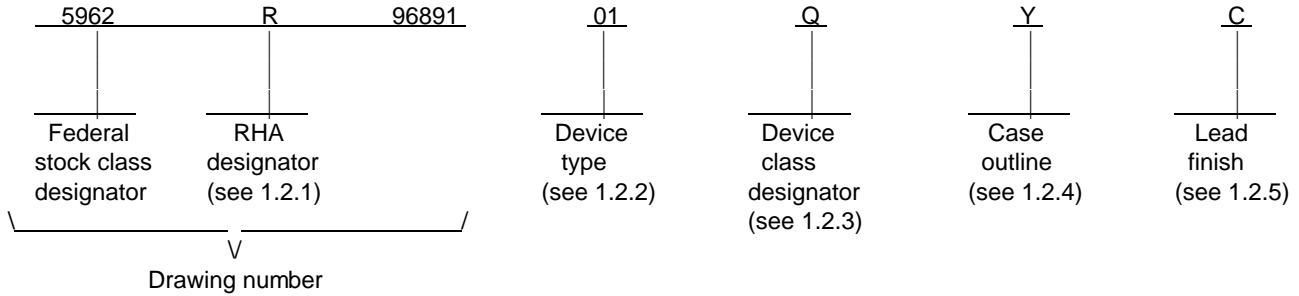 5962 R 96891 01 Q Y C
Federal RHA Device Device Case Lead
stock class designator type class outline finish
designator (see 1.2.1) (see 1.2.2) designator (see 1.2.4) (see 1.2.5)
(see 1.2.3)
\ /
\/
Drawing number